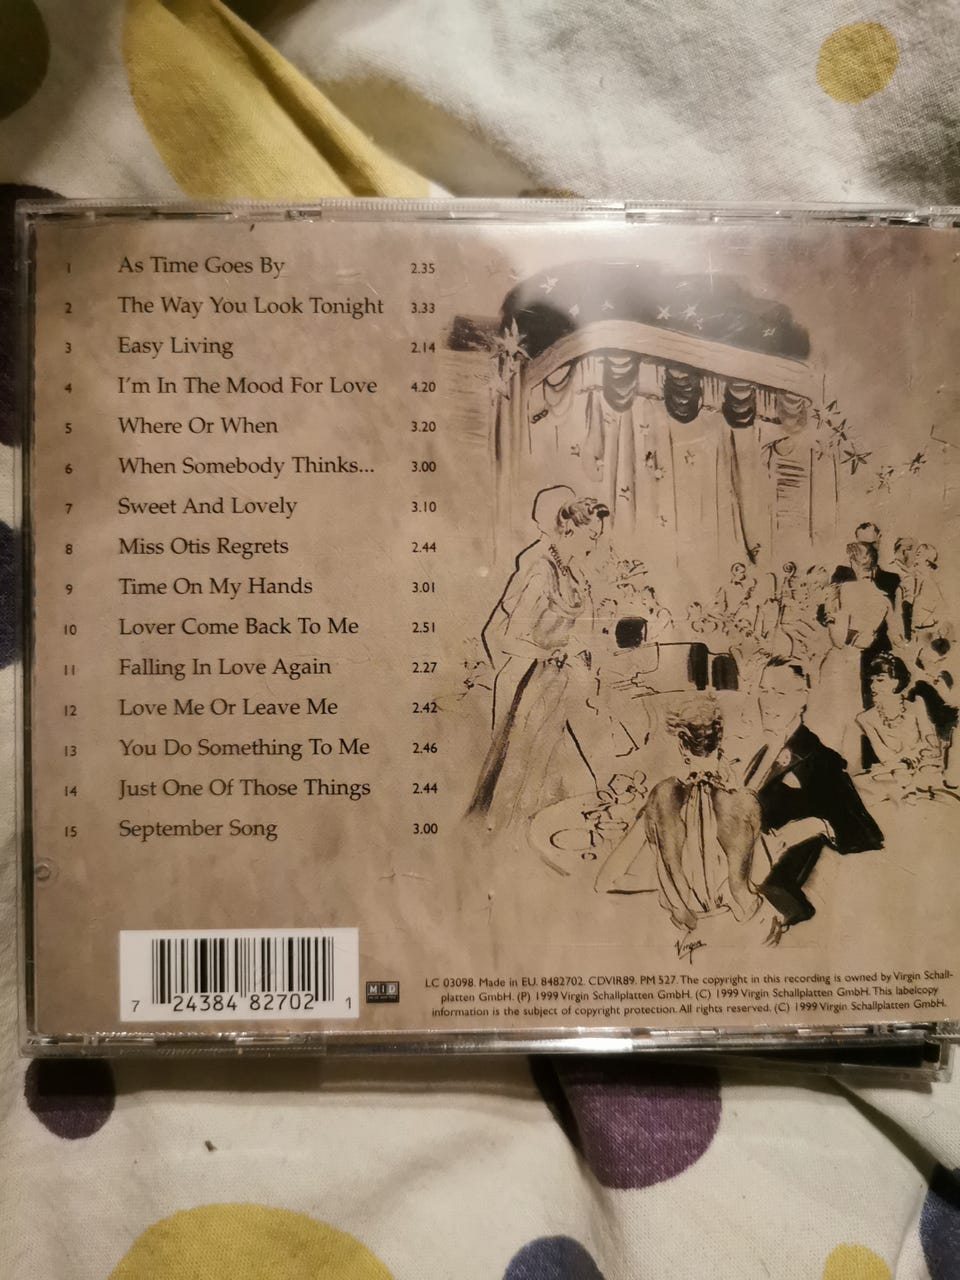 1 As Time Goes By 2.35
2 The Way You Look Tonight 3.33
3 Easy Living 2.14
4 I'm In The Mood For Love 4.20
5 Where Or When 3.20
6 When Somebody Thinks... 3.00
7 Sweet And Lovely 3.10
8 Miss Otis Regrets 2.44
9 Time On My Hands 3.01
10 Lover Come Back To Me 2.51
11 Falling In Love Again 2.27
12 Love Me Or Leave Me 2.42
13 You Do Something To Me 2.46
14 Just One Of Those Things 2.44
15 September Song 3.00
Virgin
7 24384 82702 1
MID
LC 03098. Made in EU. 8482702. CDVIR89. PM 527. The copyright in this recording is owned by Virgin Schall-
platten GmbH. (P) 1999 Virgin Schallplatten GmbH. (C) 1999 Virgin Schallplatten GmbH. This labelcopy
information is the subject of copyright protection. All rights reserved. (C) 1999 Virgin Schallplatten GmbH.